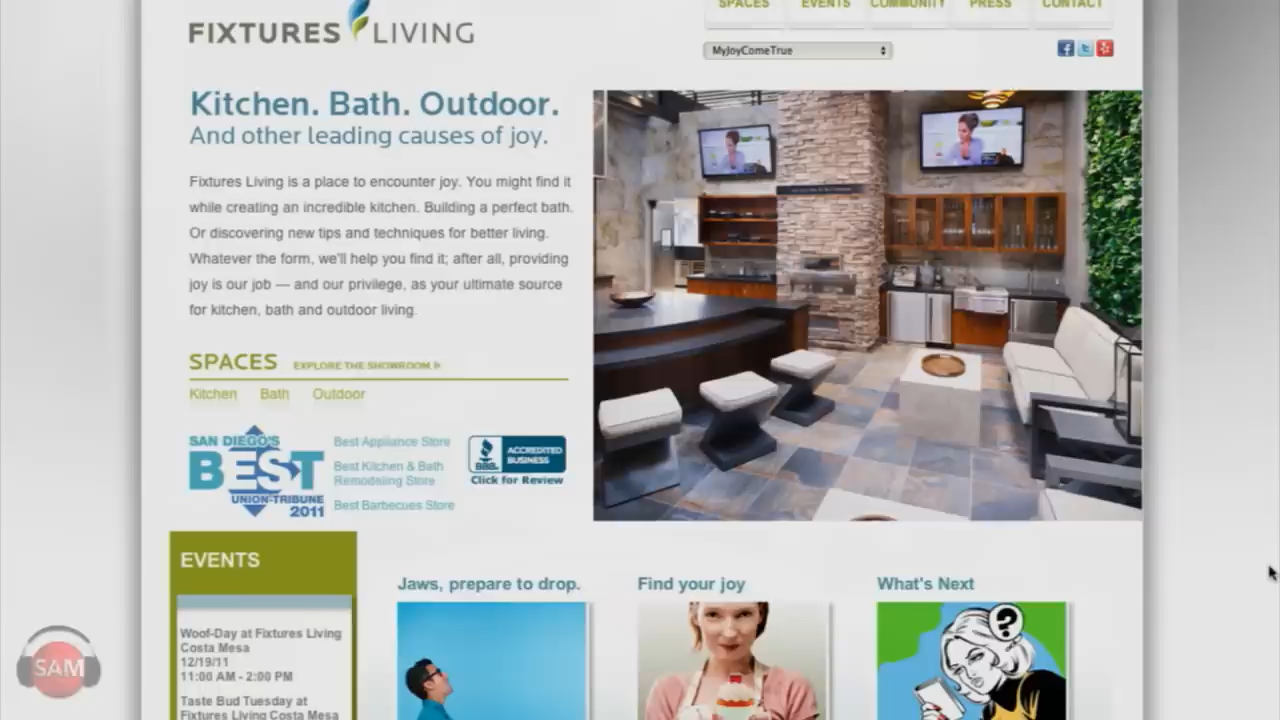 FIXTURES LIVING
SPACES EVENTS COMMUNITY PRESS CONTACT
MyJoyComeTrue
Kitchen. Bath. Outdoor.
And other leading causes of joy.
Fixtures Living is a place to encounter joy. You might find it
while creating an incredible kitchen. Building a perfect bath.
Or discovering new tips and techniques for better living.
Whatever the form, we'll help you find it; after all, providing
joy is our job — and our privilege, as your ultimate source
for kitchen, bath and outdoor living.
SPACES EXPLORE THE SHOWROOM
Kitchen Bath Outdoor
SAN DIEGO'S
BEST
UNION-TRIBUNE
2011
Best Appliance Store
Best Kitchen & Bath
Remodeling Store
Best Barbecues Store
BBB.
ACCREDITED
BUSINESS
Click for Review
EVENTS
Woof-Day at Fixtures Living
Costa Mesa
12/19/11
11:00 AM - 2:00 PM
Taste Bud Tuesday at
Fixtures Living Costa Mesa
Jaws, prepare to drop.
Find your joy
What's Next
?
SAM